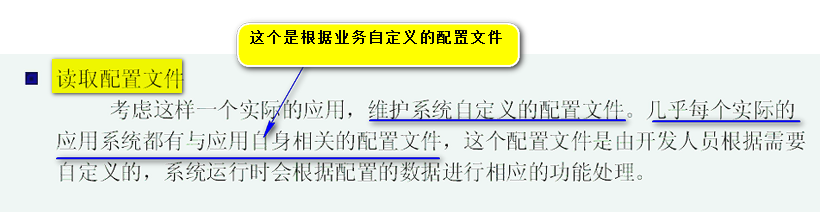 这个是根据业务自定义的配置文件
读取配置文件
考虑这样一个实际的应用，维护系统自定义的配置文件。几乎每个实际的
应用系统都有与应用自身相关的配置文件，这个配置文件是由开发人员根据需要
自定义的，系统运行时会根据配置的数据进行相应的功能处理。